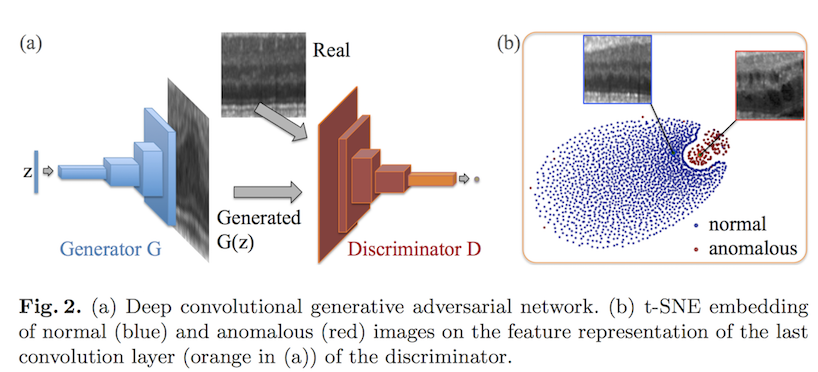 (a)
Real
(b)
z
Generated
G(z)
Generator G
Discriminator D
normal
anomalous
Fig. 2. (a) Deep convolutional generative adversarial network. (b) t-SNE embedding
of normal (blue) and anomalous (red) images on the feature representation of the last
convolution layer (orange in (a)) of the discriminator.